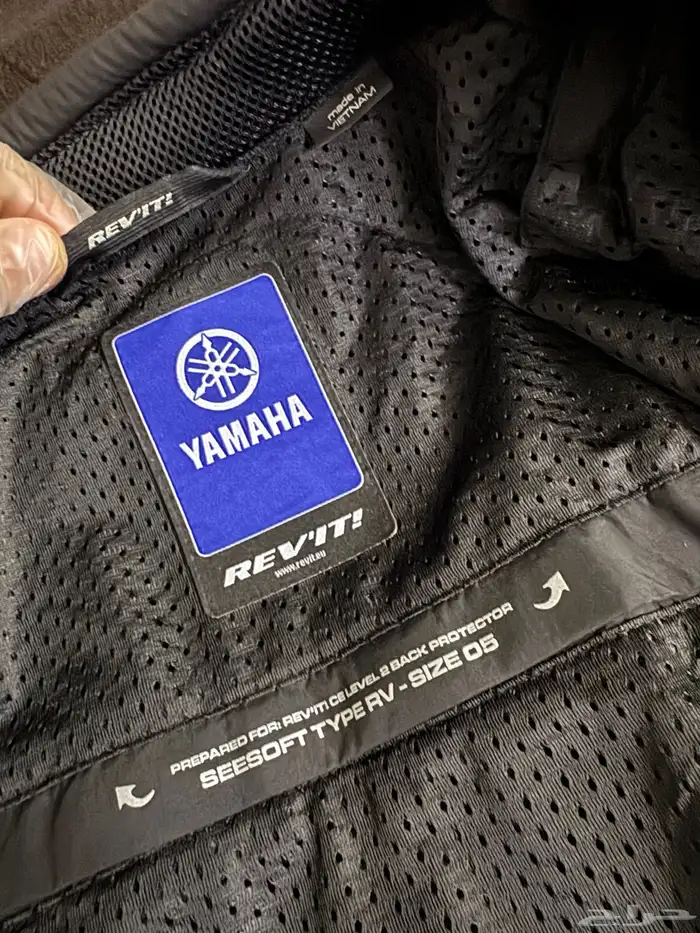 made in
VIETNAM
REV'IT!
YAMAHA
REV'IT!
www.revit.eu
PREPARED FOR: REV'IT! CE LEVEL 2 BACK PROTECTOR
SEESOFT TYPE RV - SIZE 05
حراج